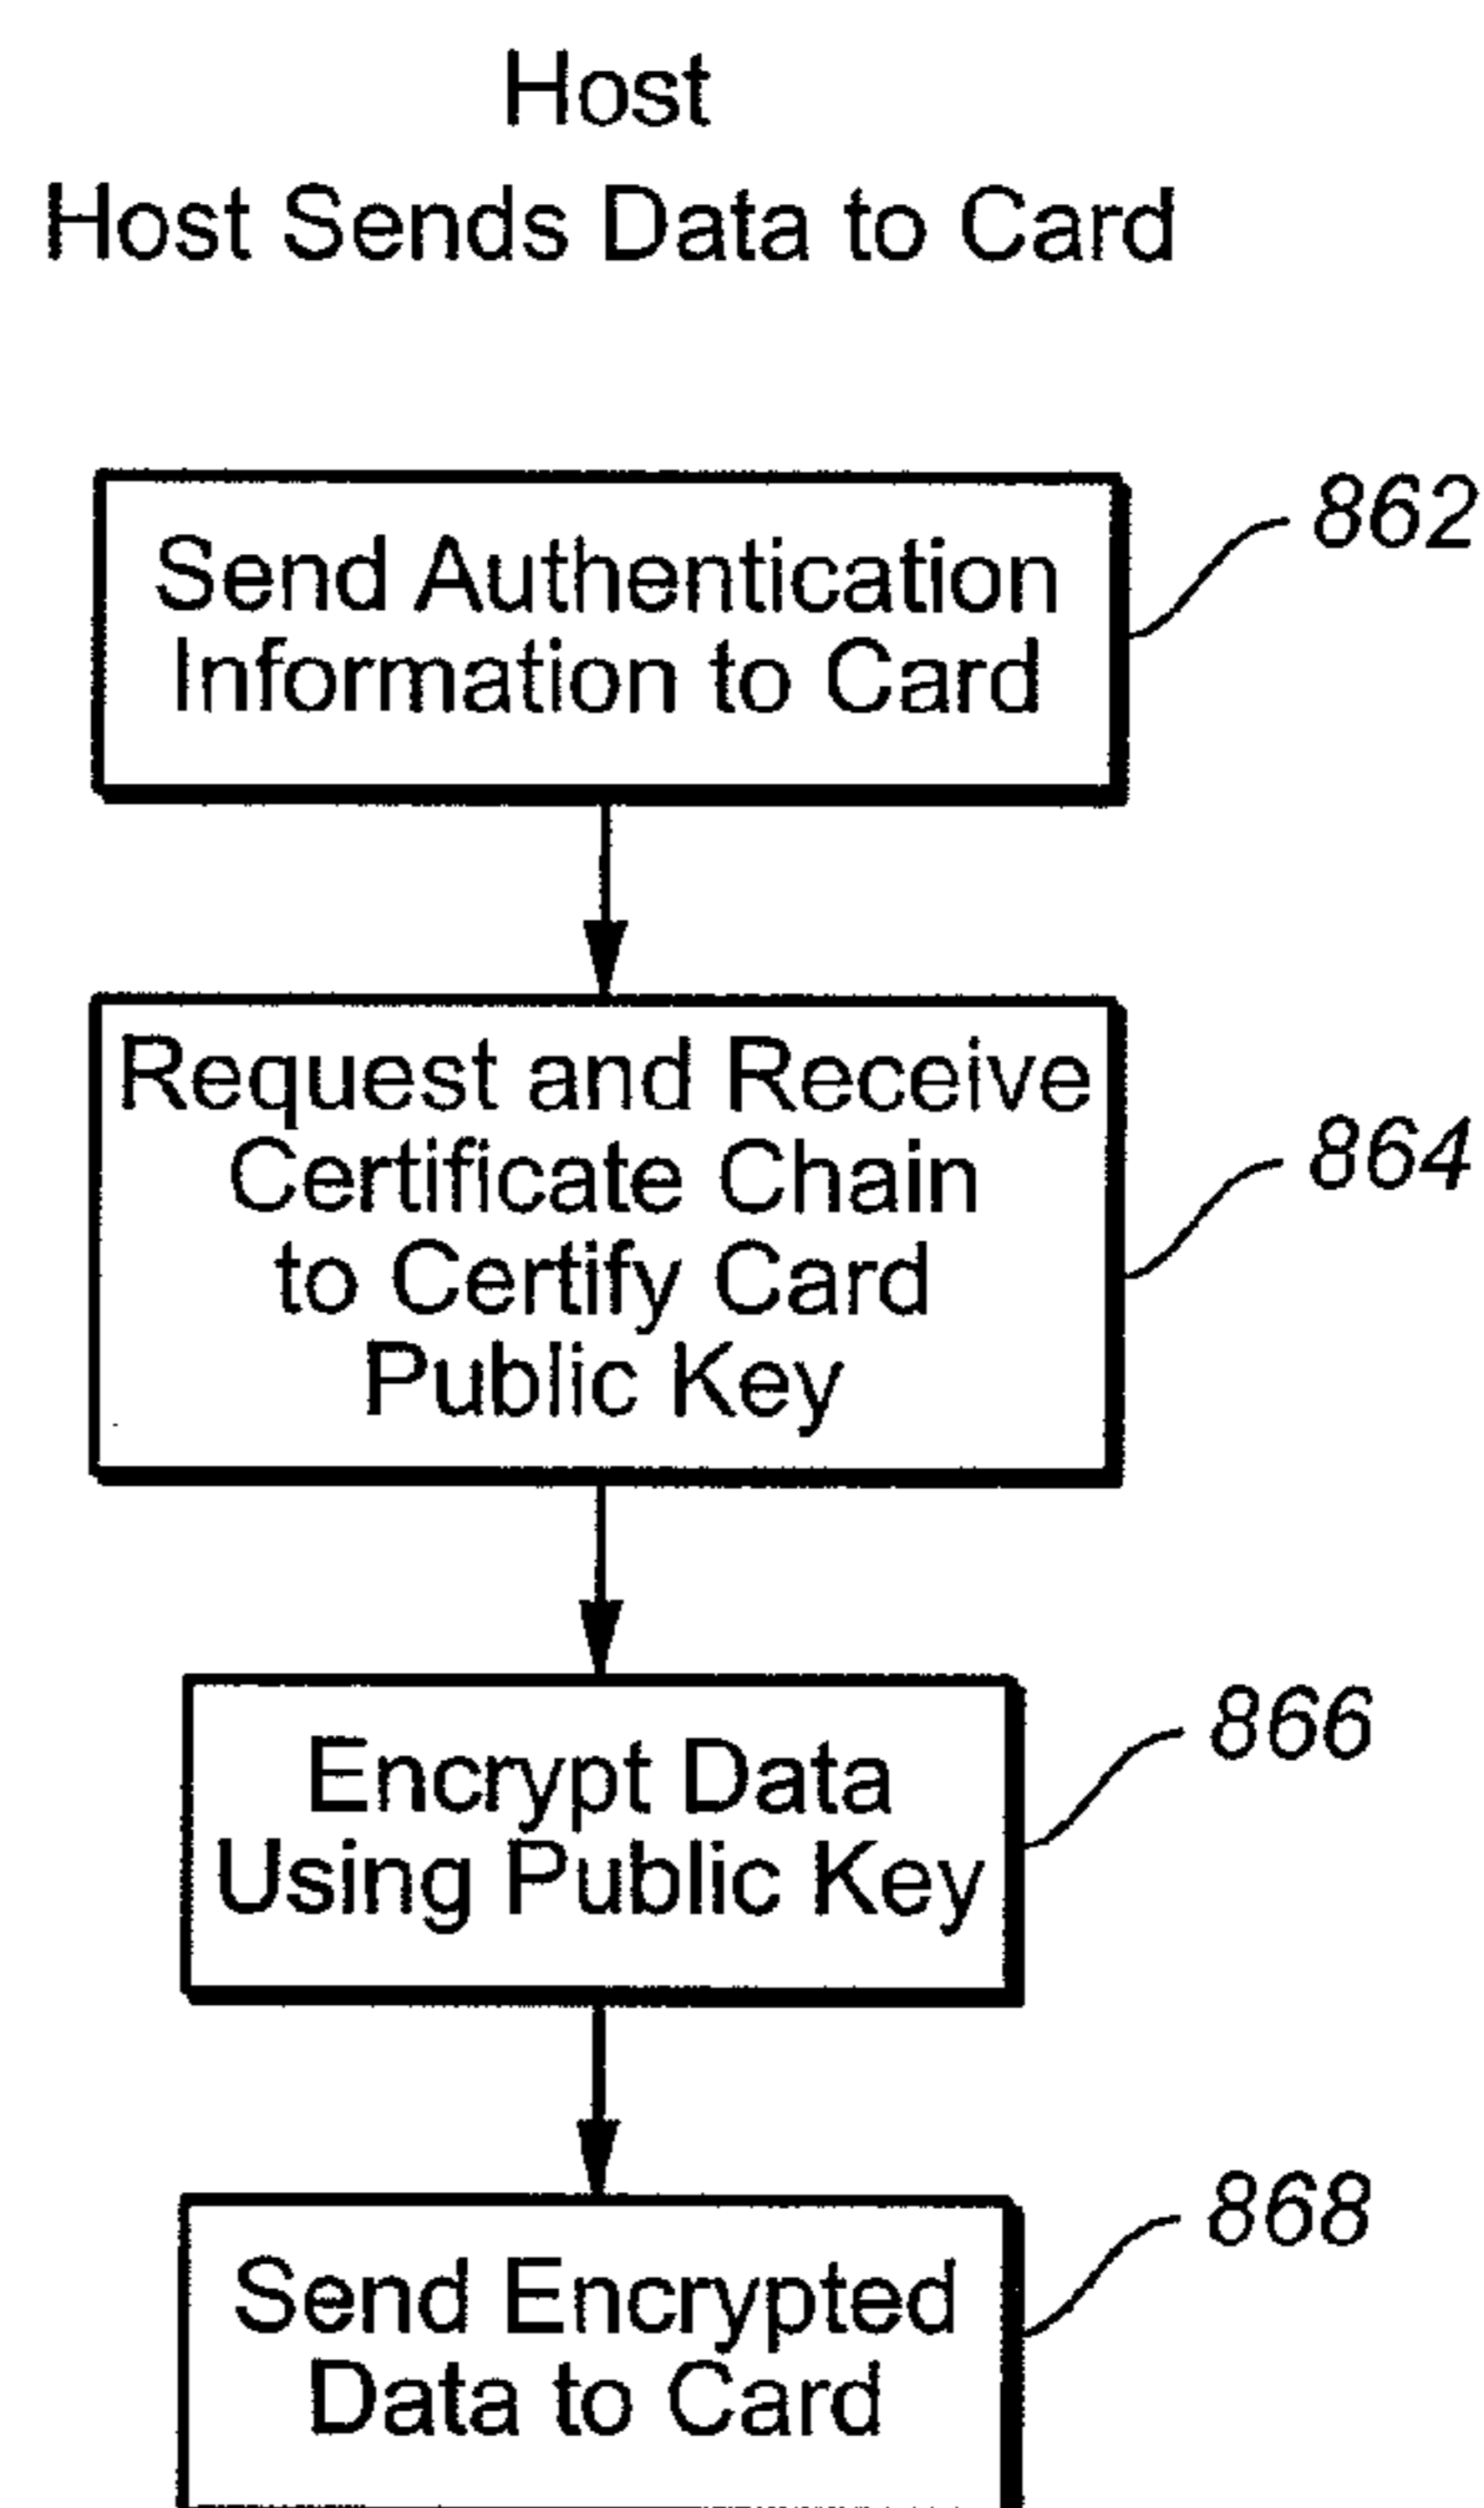 Host
Host Sends Data to Card
Send Authentication
Information to Card
862
Request and Receive
Certificate Chain
to Certify Card
Public Key
864
Encrypt Data
Using Public Key
866
Send Encrypted
Data to Card
868